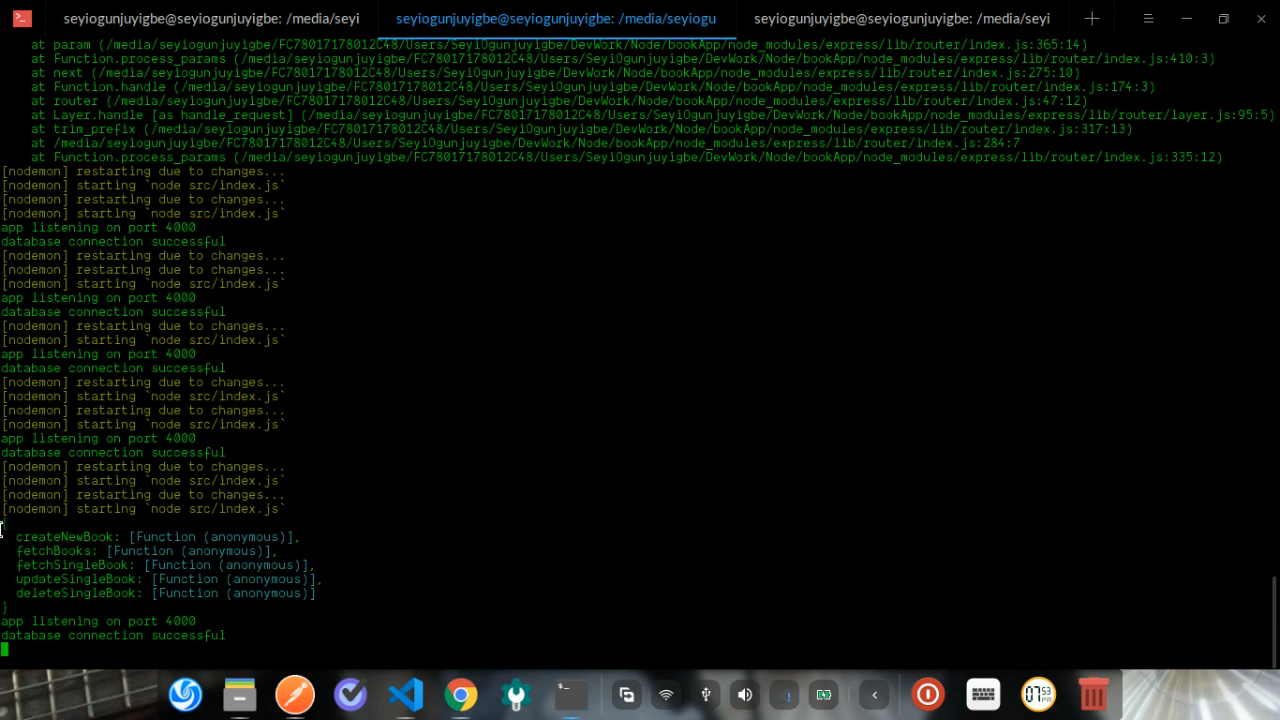 seyiogunjuyigbe@seyiogunjuyigbe: /media/seyi
seyiogunjuyigbe@seyiogunjuyigbe: /media/seyiogu
seyiogunjuyigbe@seyiogunjuyigbe: /media/seyi
at param (/media/seyiogunjuyigbe/FC78017178012C48/Users/SeyiOgunjuyigbe/DevWork/Node/bookApp/node_modules/express/lib/router/index.js:365:14)
at Function.process_params (/media/seyiogunjuyigbe/FC78017178012C48/Users/SeyiOgunjuyigbe/DevWork/Node/bookApp/node_modules/express/lib/router/index.js:410:3)
at next (/media/seyiogunjuyigbe/FC78017178012C48/Users/SeyiOgunjuyigbe/DevWork/Node/bookApp/node_modules/express/lib/router/index.js:275:10)
at Function.handle (/media/seyiogunjuyigbe/FC78017178012C48/Users/SeyiOgunjuyigbe/DevWork/Node/bookApp/node_modules/express/lib/router/index.js:174:3)
at router (/media/seyiogunjuyigbe/FC78017178012C48/Users/SeyiOgunjuyigbe/DevWork/Node/bookApp/node_modules/express/lib/router/index.js:47:12)
at Layer.handle [as handle_request] (/media/seyiogunjuyigbe/FC78017178012C48/Users/SeyiOgunjuyigbe/DevWork/Node/bookApp/node_modules/express/lib/router/layer.js:95:5)
at trim_prefix (/media/seyiogunjuyigbe/FC78017178012C48/Users/SeyiOgunjuyigbe/DevWork/Node/bookApp/node_modules/express/lib/router/index.js:317:13)
at /media/seyiogunjuyigbe/FC78017178012C48/Users/SeyiOgunjuyigbe/DevWork/Node/bookApp/node_modules/express/lib/router/index.js:284:7
at Function.process_params (/media/seyiogunjuyigbe/FC78017178012C48/Users/SeyiOgunjuyigbe/DevWork/Node/bookApp/node_modules/express/lib/router/index.js:335:12)
[nodemon] restarting due to changes...
[nodemon] starting `node src/index.js`
[nodemon] restarting due to changes...
[nodemon] starting `node src/index.js`
app listening on port 4000
database connection successful
[nodemon] restarting due to changes...
[nodemon] restarting due to changes...
[nodemon] starting `node src/index.js`
app listening on port 4000
database connection successful
[nodemon] restarting due to changes...
[nodemon] starting `node src/index.js`
app listening on port 4000
database connection successful
[nodemon] restarting due to changes...
[nodemon] starting `node src/index.js`
[nodemon] restarting due to changes...
[nodemon] starting `node src/index.js`
app listening on port 4000
database connection successful
[nodemon] restarting due to changes...
[nodemon] starting `node src/index.js`
[nodemon] restarting due to changes...
[nodemon] starting `node src/index.js`
{
createNewBook: [Function (anonymous)],
fetchBooks: [Function (anonymous)],
fetchSingleBook: [Function (anonymous)],
updateSingleBook: [Function (anonymous)],
deleteSingleBook: [Function (anonymous)]
}
app listening on port 4000
database connection successful
07:53